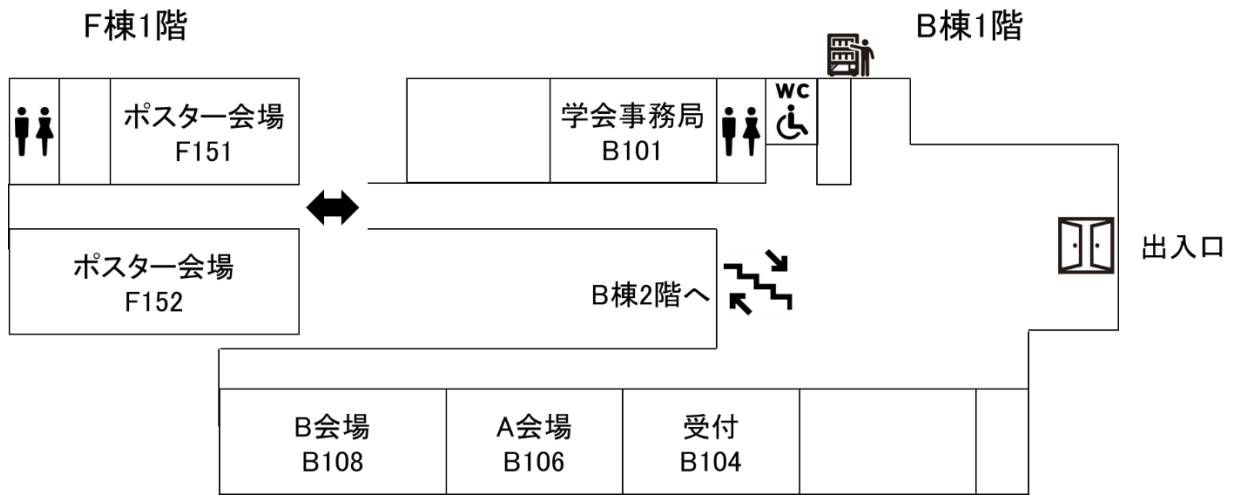 F棟1階
B棟1階
ポスター会場
F151
学会事務局
B101
WC
出入口
ポスター会場
F152
B棟2階へ
B会場
B108
A会場
B106
受付
B104